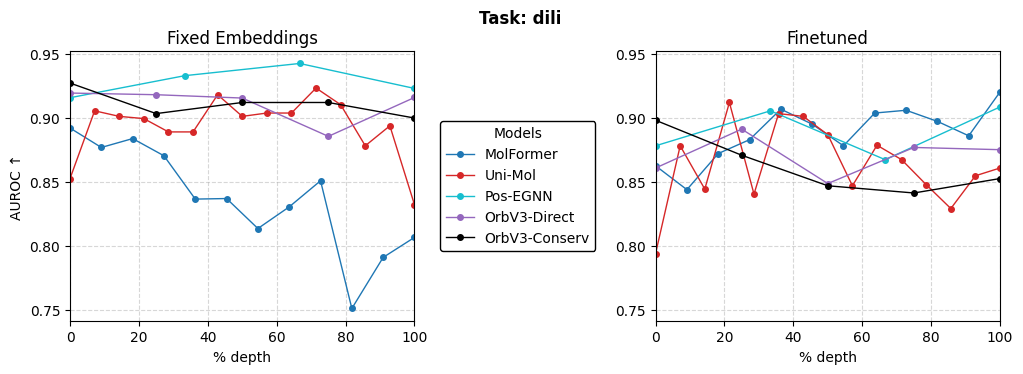 Task: dili
Fixed Embeddings
0.95
0.90
0.85
0.80
0.75
AUROC ↑
0 20 40 60 80 100
% depth
Models
MolFormer
Uni-Mol
Pos-EGNN
OrbV3-Direct
OrbV3-Conserv
Finetuned
0.95
0.90
0.85
0.80
0.75
0 20 40 60 80 100
% depth